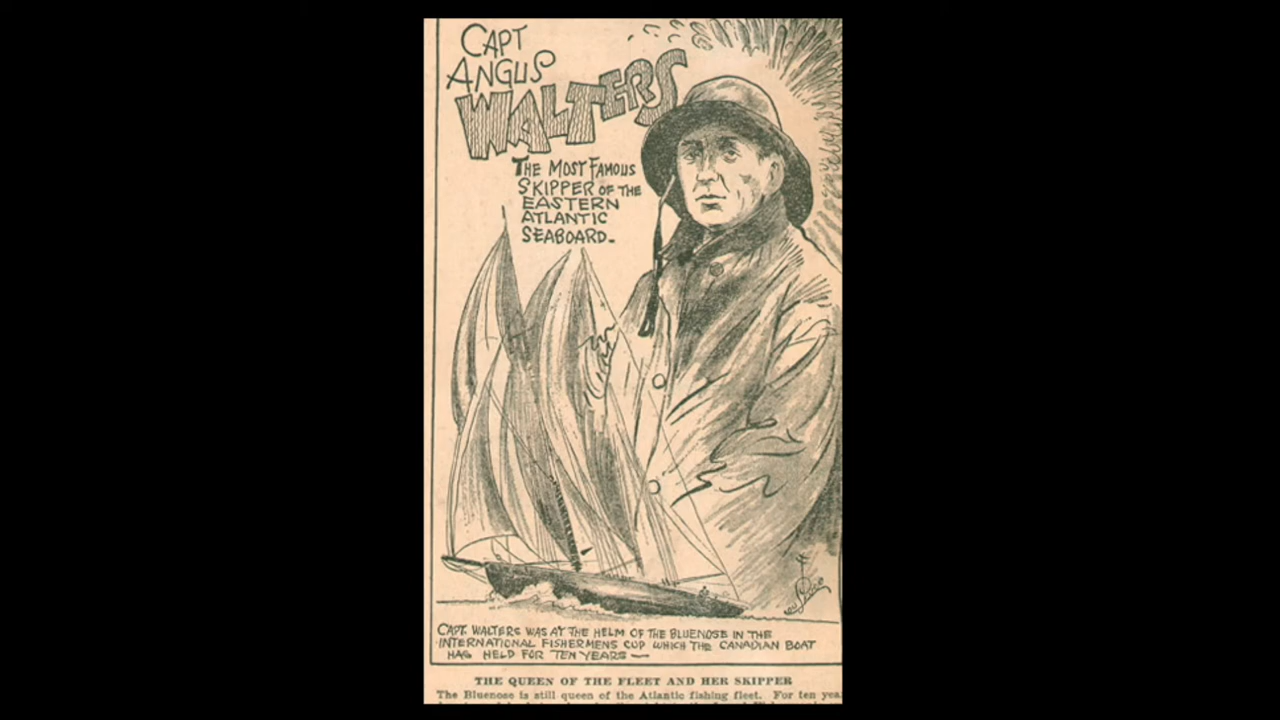 CAPT
ANGUS
WALTERS
THE MOST FAMOUS
SKIPPER OF THE
EASTERN
ATLANTIC
SEABOARD.
CAPT. WALTERS WAS AT THE HELM OF THE BLUENOSE IN THE
INTERNATIONAL FISHERMENS CUP WHICH THE CANADIAN BOAT
HAS HELD FOR TEN YEARS —
THE QUEEN OF THE FLEET AND HER SKIPPER
The Bluenose is still queen of the Atlantic fishing fleet. For ten